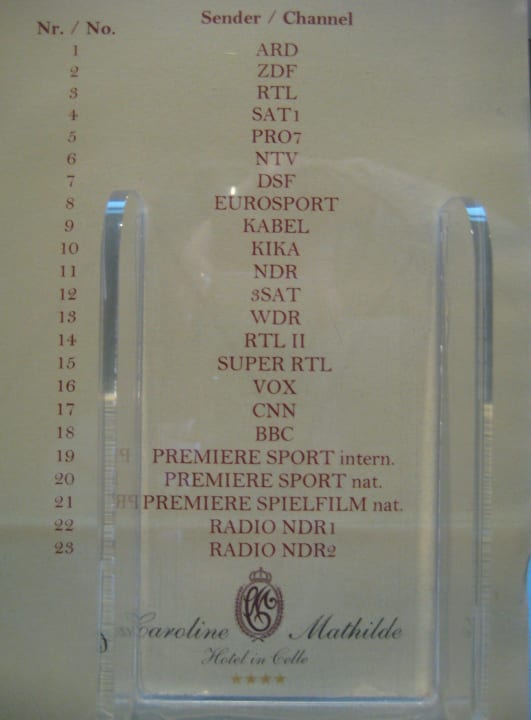 Nr. / No. Sender / Channel
1 ARD
2 ZDF
3 RTL
4 SAT1
5 PRO7
6 NTV
7 DSF
8 EUROSPORT
9 KABEL
10 KIKA
11 NDR
12 3SAT
13 WDR
14 RTL II
15 SUPER RTL
16 VOX
17 CNN
18 BBC
19 PREMIERE SPORT intern.
20 PREMIERE SPORT nat.
21 PREMIERE SPIELFILM nat.
22 RADIO NDR1
23 RADIO NDR2
Caroline Mathilde
Hotel in Celle